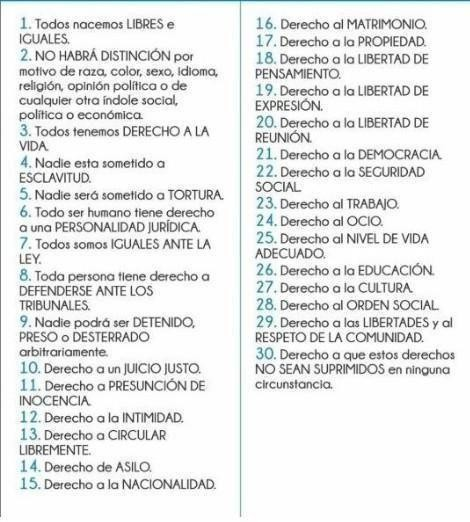 1. Todos nacemos LIBRES e
IGUALES.
2. NO HABRÁ DISTINCIÓN por
motivo de raza, color, sexo, idioma,
religión, opinión política o de
cualquier otra índole social,
política o económica.
3. Todos tenemos DERECHO A LA
VIDA.
4. Nadie esta sometido a
ESCLAVITUD.
5. Nadie será sometido a TORTURA.
6. Todo ser humano tiene derecho
a una PERSONALIDAD JURÍDICA.
7. Todos somos IGUALES ANTE LA
LEY.
8. Toda persona tiene derecho a
DEFENDERSE ANTE LOS
TRIBUNALES.
9. Nadie podrá ser DETENIDO,
PRESO o DESTERRADO
arbitrariamente.
10. Derecho a un JUICIO JUSTO.
11. Derecho a PRESUNCIÓN DE
INOCENCIA.
12. Derecho a la INTIMIDAD.
13. Derecho a CIRCULAR
LIBREMENTE.
14. Derecho de ASILO.
15. Derecho a la NACIONALIDAD.
16. Derecho al MATRIMONIO.
17. Derecho a la PROPIEDAD.
18. Derecho a la LIBERTAD DE
PENSAMIENTO.
19. Derecho a la LIBERTAD DE
EXPRESIÓN.
20. Derecho a la LIBERTAD DE
REUNIÓN.
21. Derecho a la DEMOCRACIA.
22. Derecho a la SEGURIDAD
SOCIAL.
23. Derecho al TRABAJO.
24. Derecho al OCIO.
25. Derecho al NIVEL DE VIDA
ADECUADO.
26. Derecho a la EDUCACIÓN.
27. Derecho a la CULTURA.
28. Derecho al ORDEN SOCIAL.
29. Derecho a las LIBERTADES y al
RESPETO DE LA COMUNIDAD.
30. Derecho a que estos derechos
NO SEAN SUPRIMIDOS en ninguna
circunstancia.